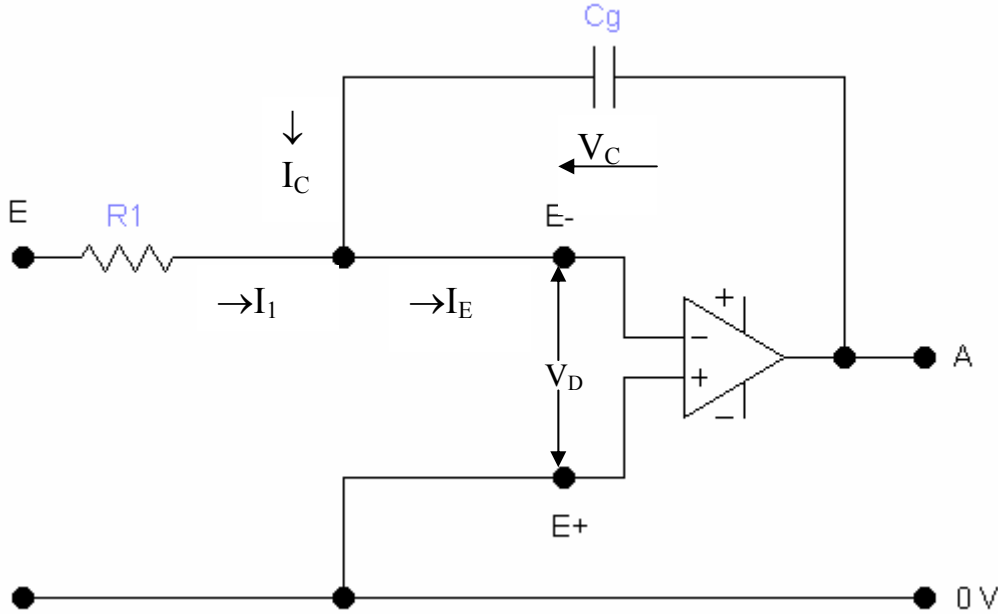 Cg
↓
I_C
V_C
E
R1
E-
→I_1
→I_E
+
−
+
−
V_D
A
E+
0 V